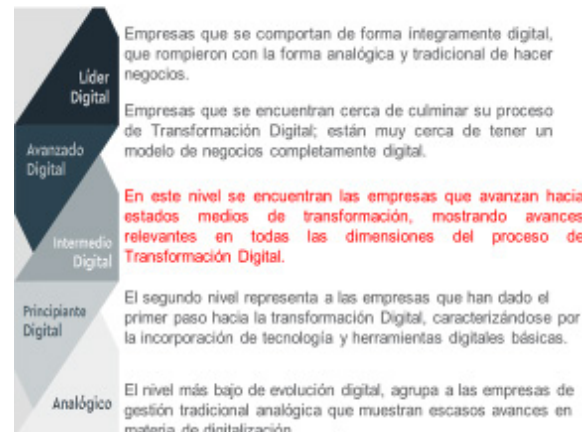 Líder
Digital
Empresas que se comportan de forma íntegramente digital,
que rompieron con la forma analógica y tradicional de hacer
negocios.
Avanzado
Digital
Empresas que se encuentran cerca de culminar su proceso
de Transformación Digital; están muy cerca de tener un
modelo de negocios completamente digital.
Intermedio
Digital
En este nivel se encuentran las empresas que avanzan hacia
estados medios de transformación, mostrando avances
relevantes en todas las dimensiones del proceso de
Transformación Digital.
Principiante
Digital
El segundo nivel representa a las empresas que han dado el
primer paso hacia la transformación Digital, caracterizándose por
la incorporación de tecnología y herramientas digitales básicas.
Analógico
El nivel más bajo de evolución digital, agrupa a las empresas de
gestión tradicional analógica que muestran escasos avances en
materia de digitalización